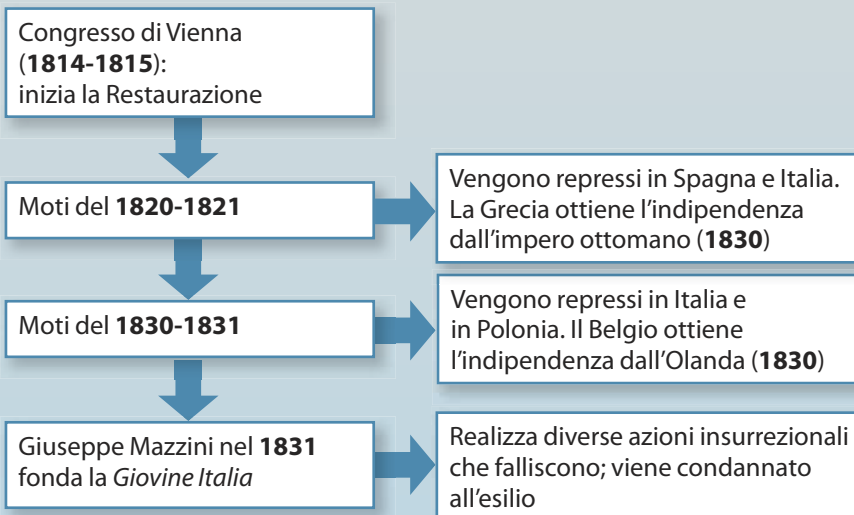 Congresso di Vienna
(1814-1815):
inizia la Restaurazione
Moti del 1820-1821
Vengono repressi in Spagna e Italia.
La Grecia ottiene l'indipendenza
dall'impero ottomano (1830)
Moti del 1830-1831
Vengono repressi in Italia e
in Polonia. Il Belgio ottiene
l'indipendenza dall'Olanda (1830)
Giuseppe Mazzini nel 1831
fonda la Giovine Italia
Realizza diverse azioni insurrezionali
che falliscono; viene condannato
all'esilio